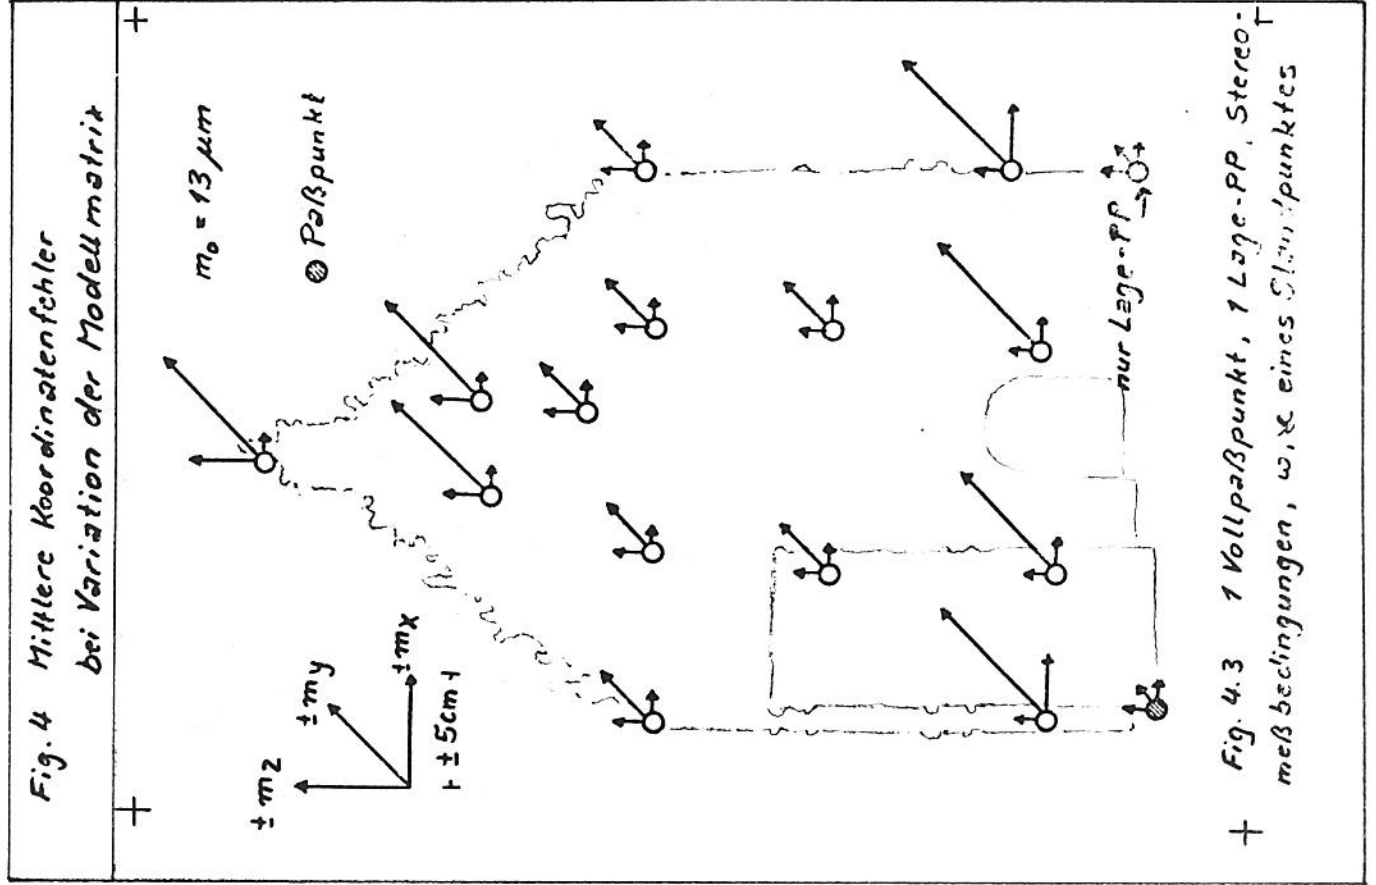 Fig. 4 Mittlere Koordinatenfehler
bei Variation der Modellmatrix
m₀ = 13 µm
Paßpunkt
± mz
± my
± mx
± 5cm
nur Lage-PP
Fig. 4.3 1 Vollpaßpunkt, 1 Lage-PP, Stereo-
meßbedingungen, ω, ϰ eines Standpunktes